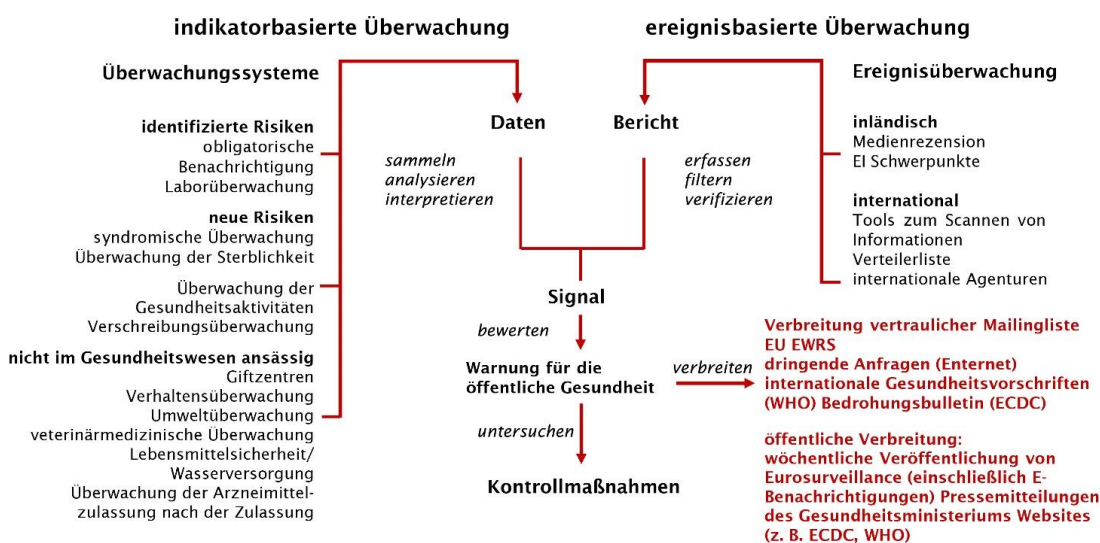 indikatorbasierte Überwachung
ereignisbasierte Überwachung
Überwachungssysteme
identifizierte Risiken
obligatorische
Benachrichtigung
Laborüberwachung
neue Risiken
syndromische Überwachung
Überwachung der Sterblichkeit
Überwachung der
Gesundheitsaktivitäten
Verschreibungsüberwachung
nicht im Gesundheitswesen ansässig
Giftzentren
Verhaltensüberwachung
Umweltüberwachung
veterinärmedizinische Überwachung
Lebensmittelsicherheit/
Wasserversorgung
Überwachung der Arzneimittel-
zulassung nach der Zulassung
Daten
Bericht
sammeln
analysieren
interpretieren
erfassen
filtern
verifizieren
Signal
bewerten
Warnung für die
öffentliche Gesundheit
verbreiten
untersuchen
Kontrollmaßnahmen
Ereignisüberwachung
inländisch
Medienrezension
EI Schwerpunkte
international
Tools zum Scannen von
Informationen
Verteilerliste
internationale Agenturen
Verbreitung vertraulicher Mailingliste
EU EWRS
dringende Anfragen (Enternet)
internationale Gesundheitsvorschriften
(WHO) Bedrohungsbulletin (ECDC)
öffentliche Verbreitung:
wöchentliche Veröffentlichung von
Eurosurveillance (einschließlich E-
Benachrichtigungen) Pressemitteilungen
des Gesundheitsministeriums Websites
(z. B. ECDC, WHO)